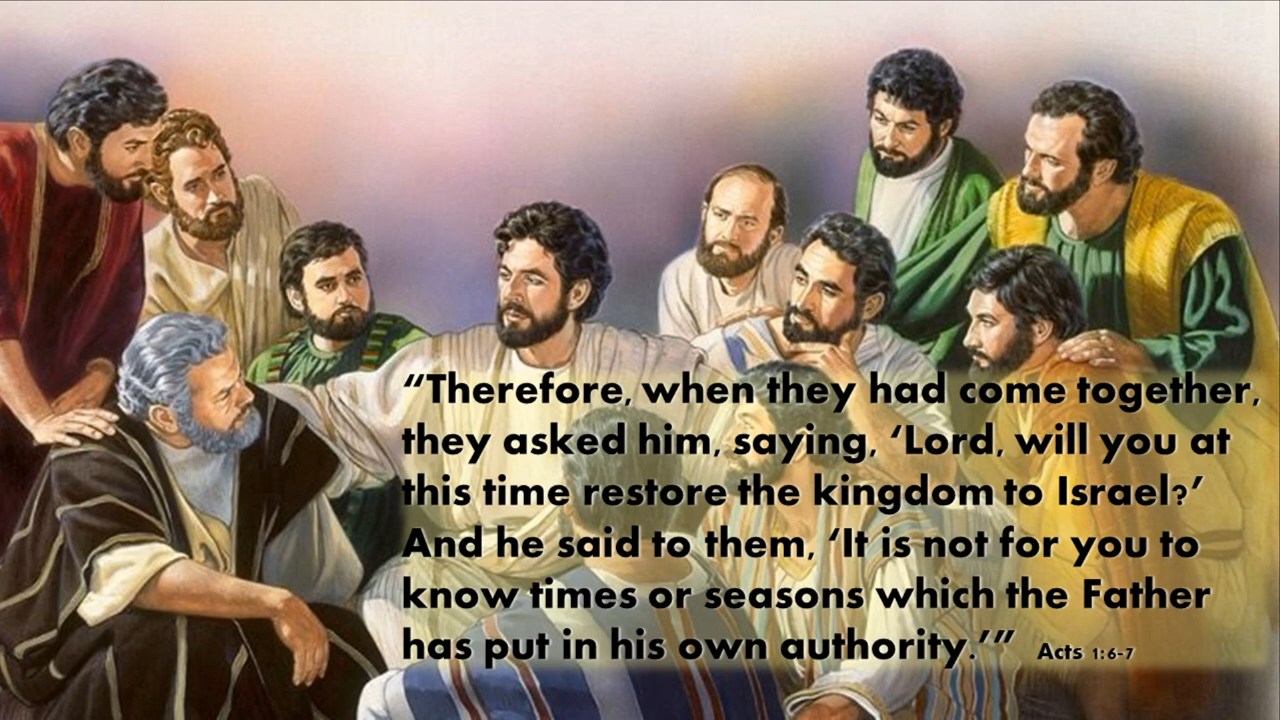 “Therefore, when they had come together,
they asked him, saying, ‘Lord, will you at
this time restore the kingdom to Israel?’
And he said to them, ‘It is not for you to
know times or seasons which the Father
has put in his own authority.’” Acts 1:6-7